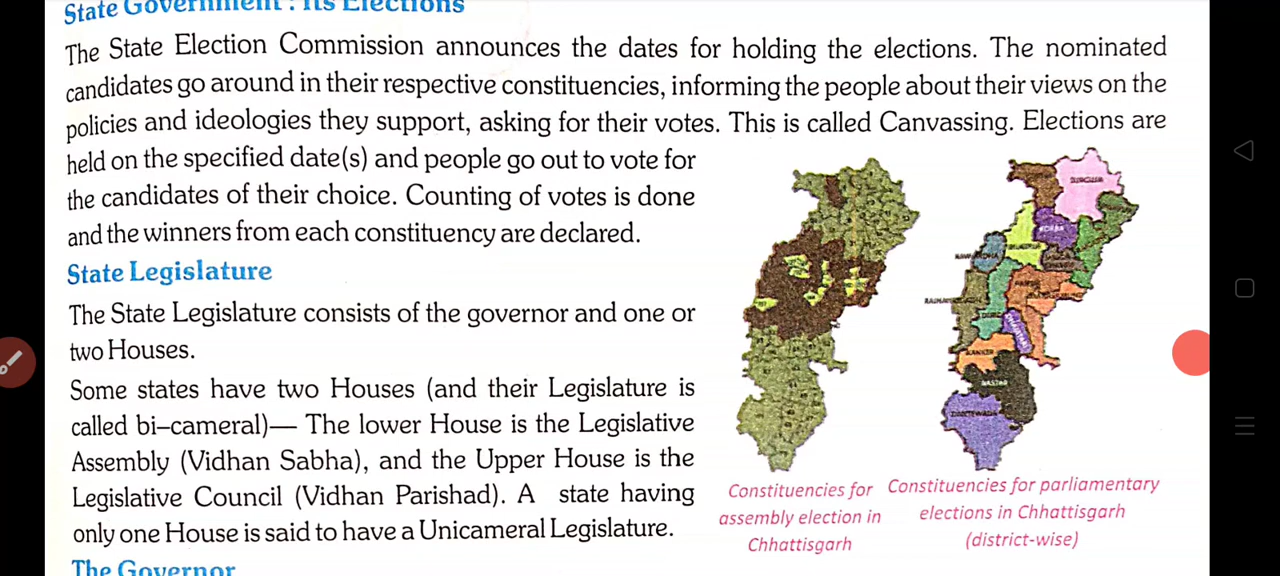 State Government : Its Elections
The State Election Commission announces the dates for holding the elections. The nominated
candidates go around in their respective constituencies, informing the people about their views on the
policies and ideologies they support, asking for their votes. This is called Canvassing. Elections are
held on the specified date(s) and people go out to vote for
the candidates of their choice. Counting of votes is done
and the winners from each constituency are declared.
State Legislature
The State Legislature consists of the governor and one or
two Houses.
Some states have two Houses (and their Legislature is
called bi–cameral)— The lower House is the Legislative
Assembly (Vidhan Sabha), and the Upper House is the
Legislative Council (Vidhan Parishad). A state having
only one House is said to have a Unicameral Legislature.
The Governor
KORBA
KANKER
BASTAR
DANTEWADA
Constituencies for
assembly election in
Chhattisgarh
Constituencies for parliamentary
elections in Chhattisgarh
(district-wise)